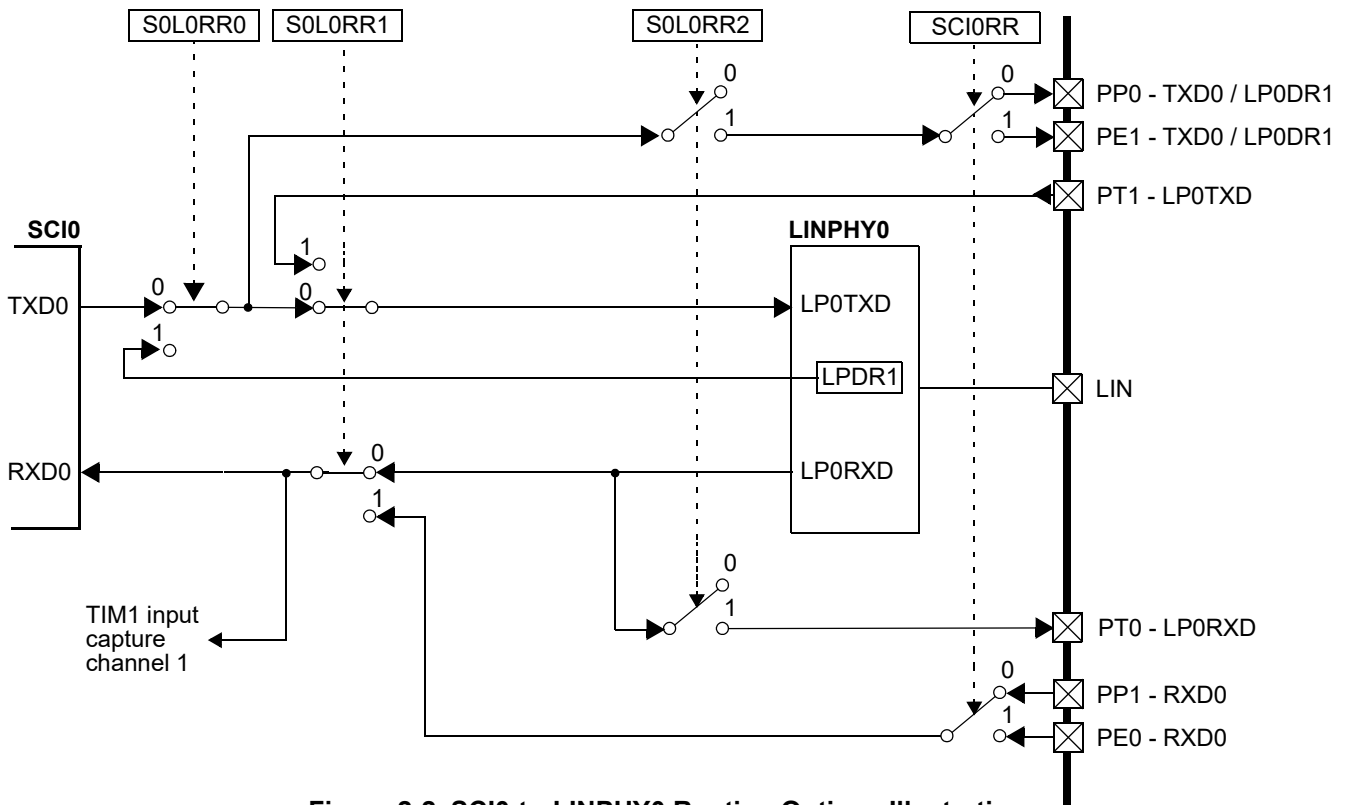 S0L0RR0
S0L0RR1
S0L0RR2
SCI0RR
0
1
0
1
PP0 - TXD0 / LP0DR1
PE1 - TXD0 / LP0DR1
PT1 - LP0TXD
SCI0
LINPHY0
1
0
0
TXD0
LP0TXD
1
LPDR1
LIN
0
RXD0
LP0RXD
1
0
1
TIM1 input
capture
channel 1
PT0 - LP0RXD
0
1
PP1 - RXD0
PE0 - RXD0